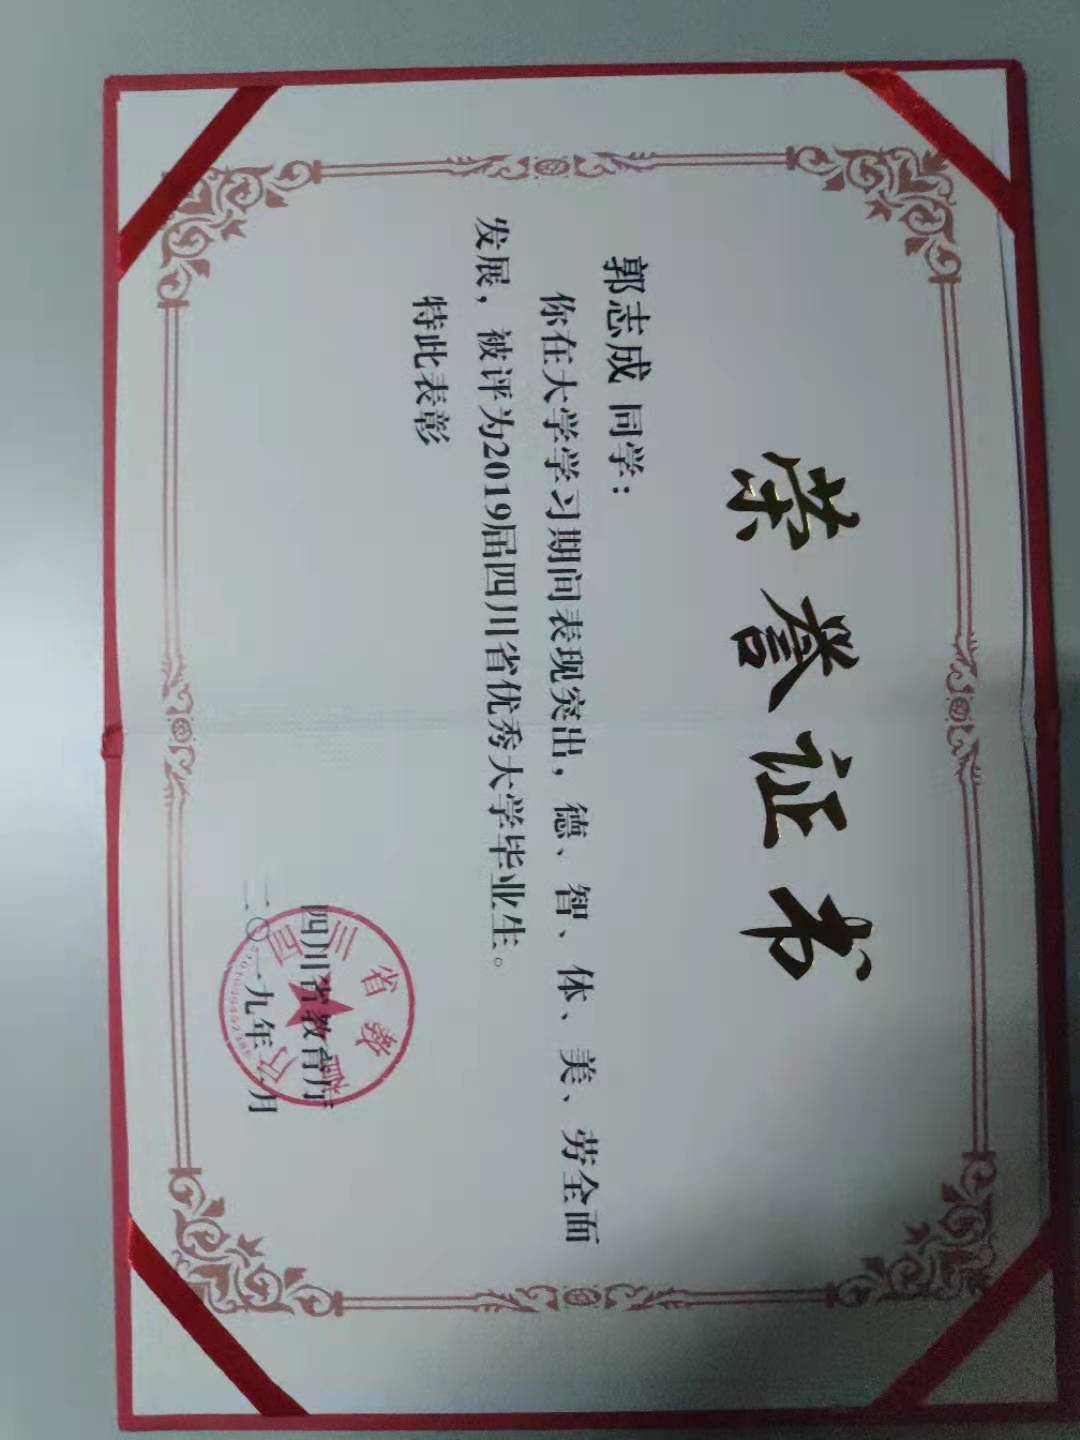 荣誉证书
郭志成 同学：
你在大学学习期间表现突出，德、智、体、美、劳全面
发展，被评为2019届四川省优秀大学毕业生。
特此表彰
四川省教育厅
四川省教育厅
二〇一九年一月